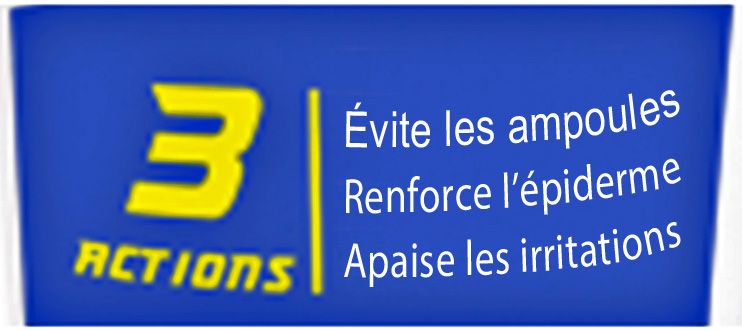 3
ACTIONS
Évite les ampoules
Renforce l'épiderme
Apaise les irritations